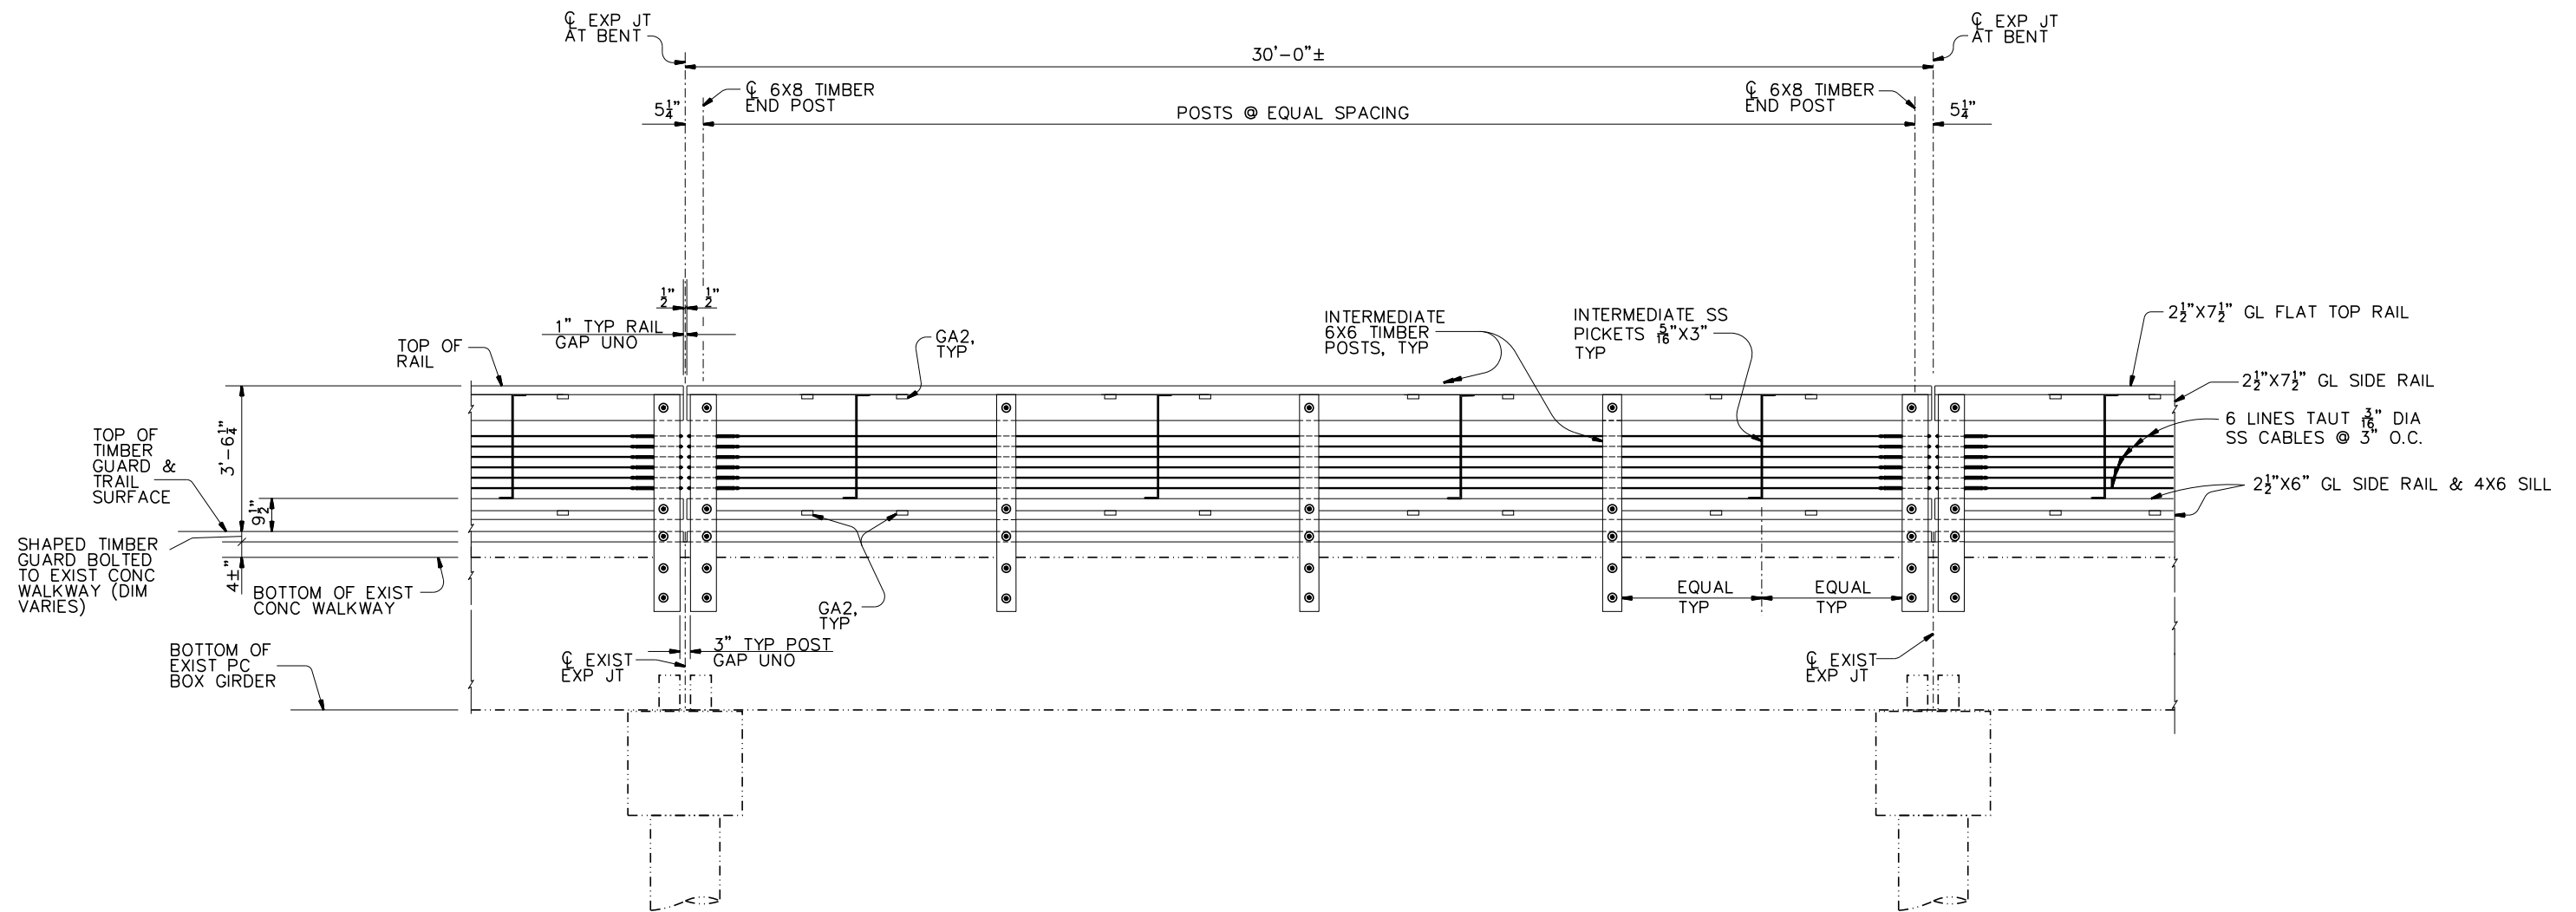 ℄ EXP JT
AT BENT
℄ EXP JT
AT BENT
30'-0"±
℄ 6X8 TIMBER
END POST
℄ 6X8 TIMBER
END POST
5¼"
POSTS @ EQUAL SPACING
5¼"
½" ½"
1" TYP RAIL
GAP UNO
GA2,
TYP
INTERMEDIATE
6X6 TIMBER
POSTS, TYP
INTERMEDIATE SS
PICKETS 5/16"X3"
TYP
2½"X7½" GL FLAT TOP RAIL
TOP OF
RAIL
2½"X7½" GL SIDE RAIL
6 LINES TAUT 3/16" DIA
SS CABLES @ 3" O.C.
TOP OF
TIMBER
GUARD &
TRAIL
SURFACE
3'-6¼"
9½"
2½"X6" GL SIDE RAIL & 4X6 SILL
SHAPED TIMBER
GUARD BOLTED
TO EXIST CONC
WALKWAY (DIM
VARIES)
4±"
BOTTOM OF EXIST
CONC WALKWAY
GA2,
TYP
EQUAL
TYP
EQUAL
TYP
3" TYP POST
GAP UNO
BOTTOM OF
EXIST PC
BOX GIRDER
℄ EXIST
EXP JT
℄ EXIST
EXP JT